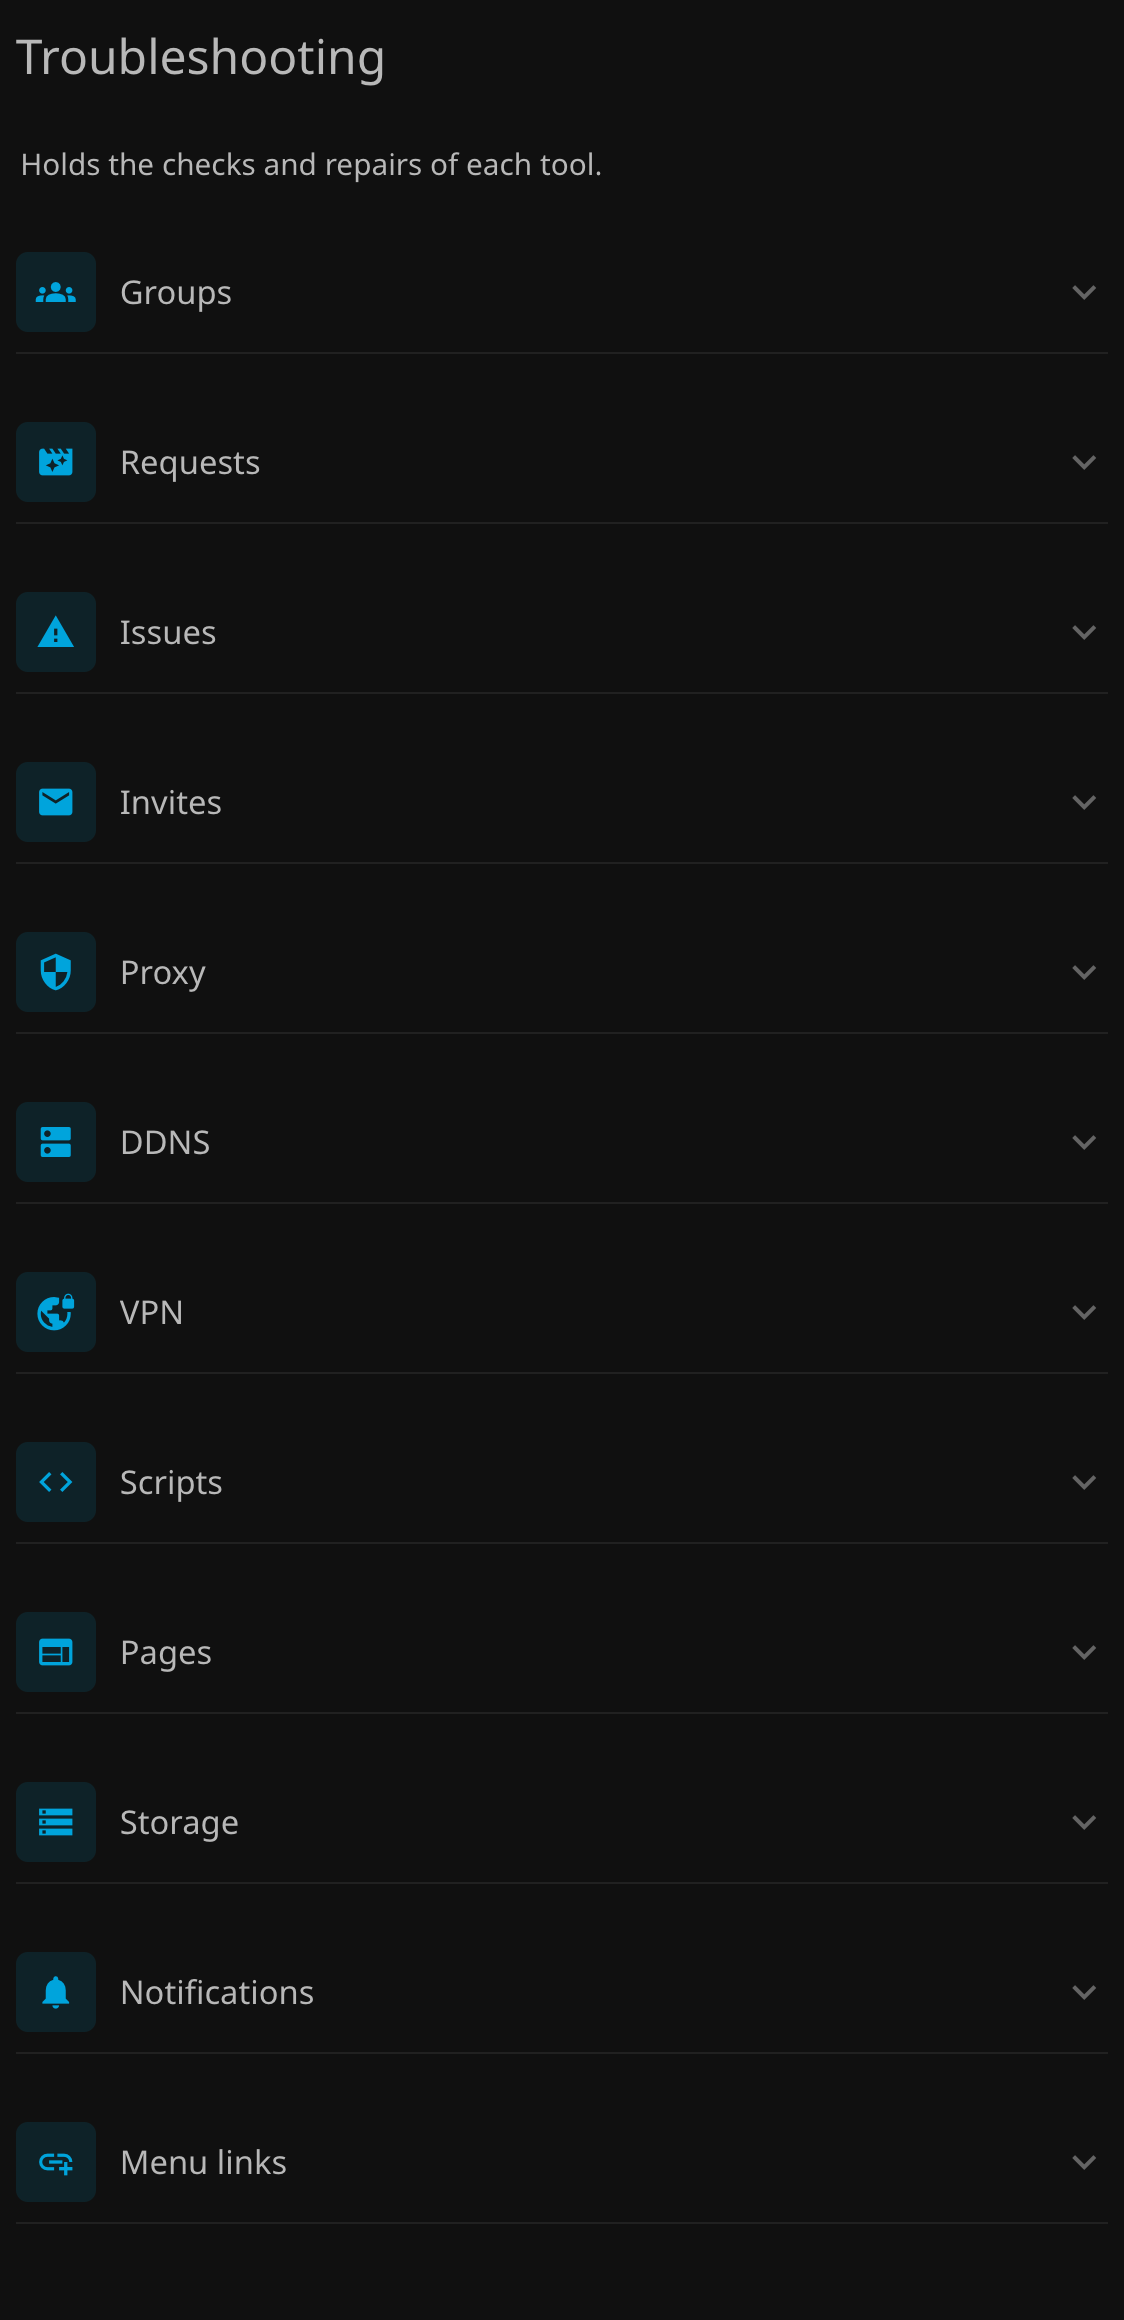 Troubleshooting
Holds the checks and repairs of each tool.
Groups
Requests
Issues
Invites
Proxy
DDNS
VPN
Scripts
Pages
Storage
Notifications
Menu links